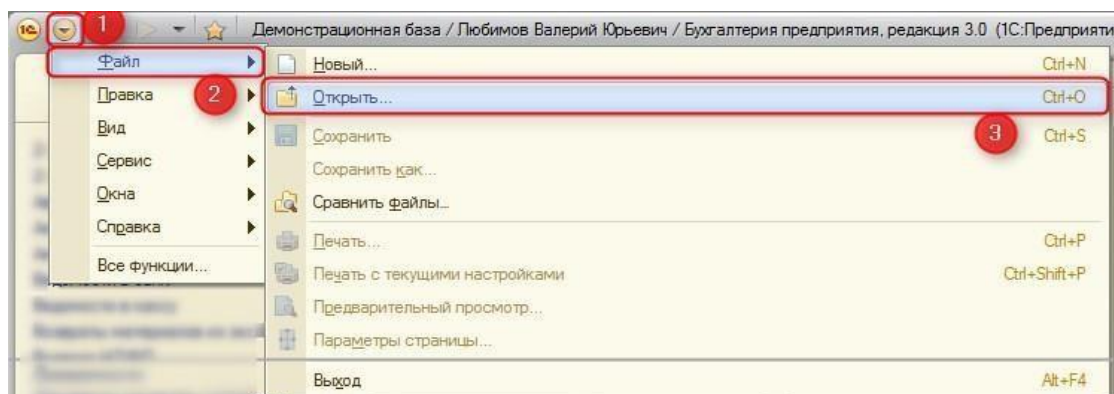 1С 1 Демонстрационная база / Любимов Валерий Юрьевич / Бухгалтерия предприятия, редакция 3.0 (1С:Предприяти
Файл Новый... Ctrl+N
Правка 2 Открыть... Ctrl+O
Вид Сохранить 3 Ctrl+S
Сервис Сохранить как...
Окна Сравнить файлы...
Справка Печать... Ctrl+P
Все функции... Печать с текущими настройками Ctrl+Shift+P
Предварительный просмотр...
Параметры страницы...
Выход Alt+F4